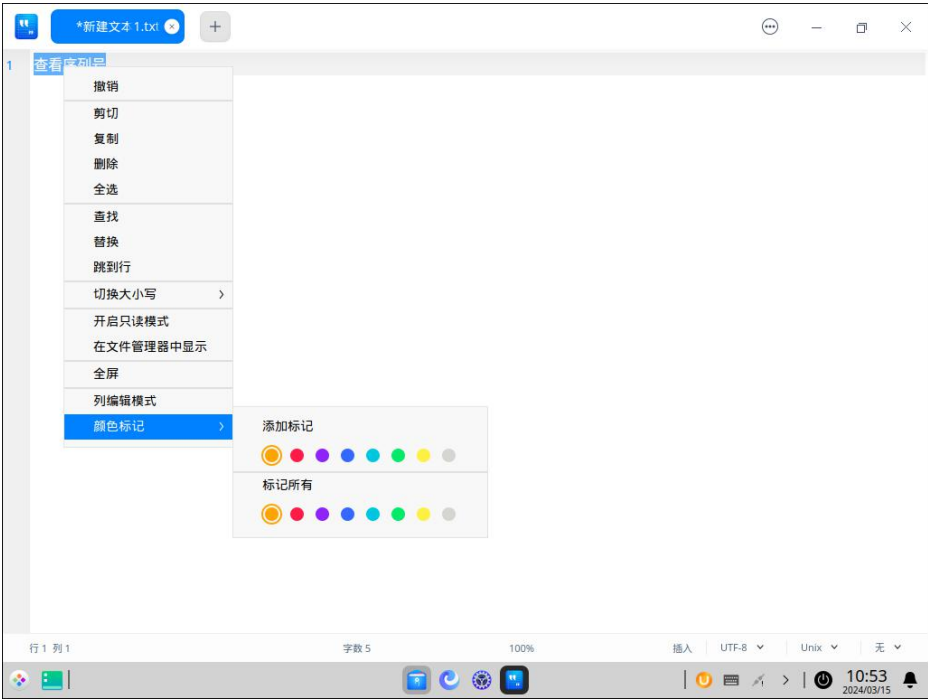 *新建文本 1.txt
1 查看序列号
撤销
剪切
复制
删除
全选
查找
替换
跳到行
切换大小写
开启只读模式
在文件管理器中显示
全屏
列编辑模式
颜色标记
添加标记
标记所有
行 1 列 1 字数 5 100% 插入 UTF-8 Unix 无
10:53
2024/03/15